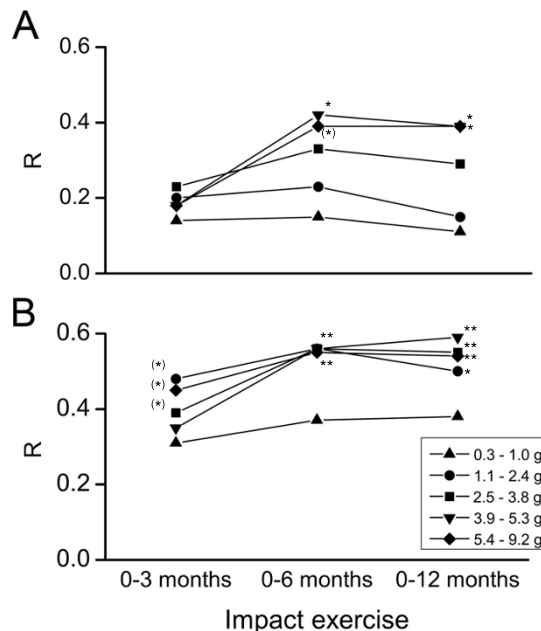 A
0.6
0.4
0.2
0.0
R
*
(*)
*
*
B
0.6
0.4
0.2
0.0
R
(*)
(*)
(*)
**
**
**
**
**
*
0.3 - 1.0 g
1.1 - 2.4 g
2.5 - 3.8 g
3.9 - 5.3 g
5.4 - 9.2 g
0-3 months 0-6 months 0-12 months
Impact exercise